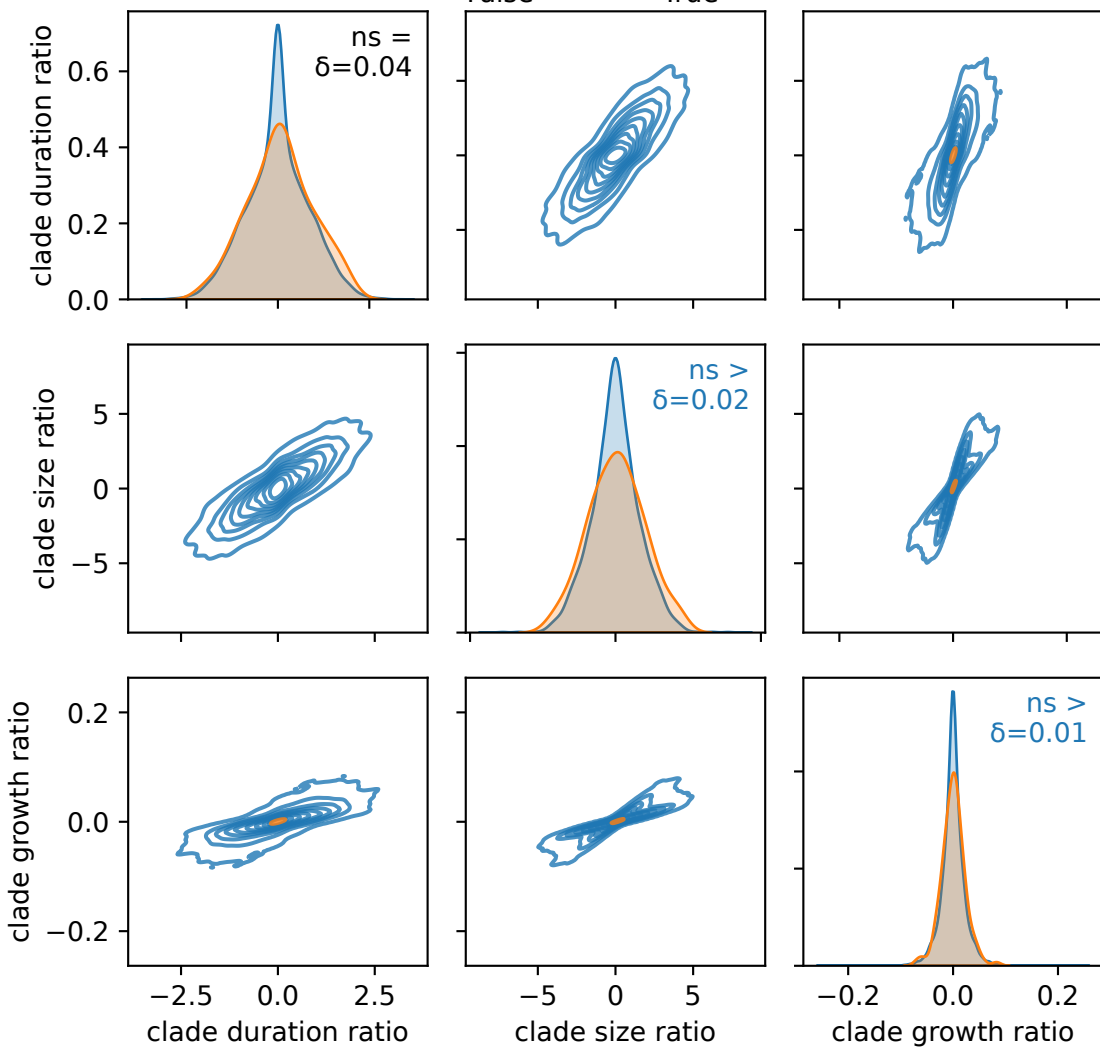 clade duration ratio
0.6
0.4
0.2
0.0
ns =
δ=0.04
clade size ratio
5
0
−5
ns >
δ=0.02
clade growth ratio
0.2
0.0
−0.2
ns >
δ=0.01
−2.5 0.0 2.5
−5 0 5
−0.2 0.0 0.2
clade duration ratio
clade size ratio
clade growth ratio